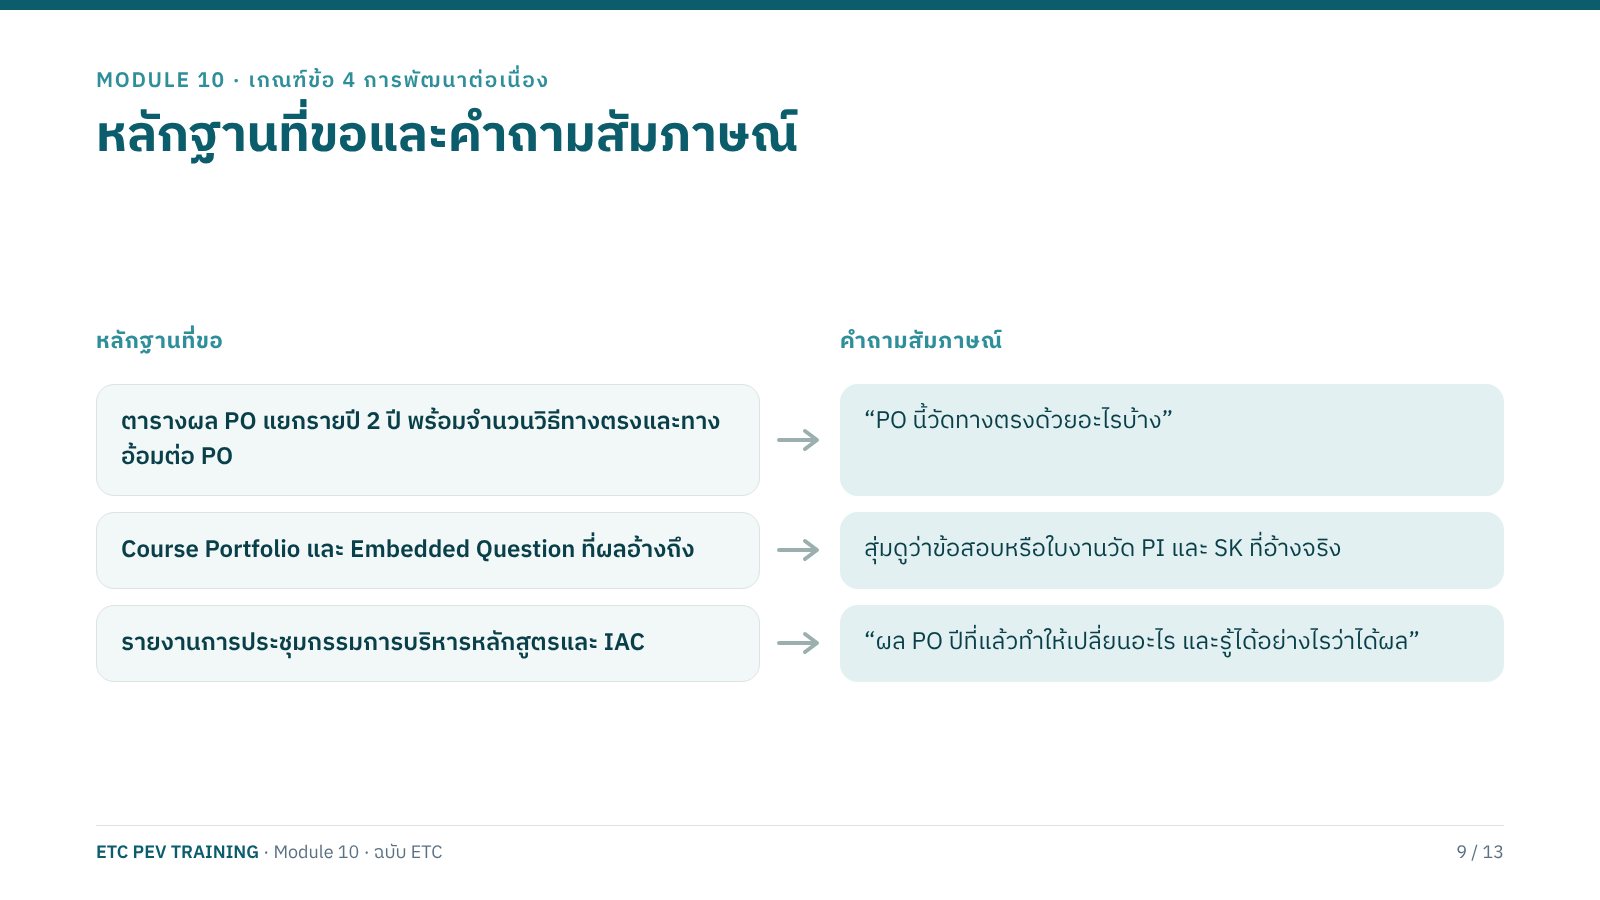 MODULE 10 · เกณฑ์ข้อ 4 การพัฒนาต่อเนื่อง
หลักฐานที่ขอและคำถามสัมภาษณ์
หลักฐานที่ขอ
คำถามสัมภาษณ์
ตารางผล PO แยกรายปี 2 ปี พร้อมจำนวนวิธีทางตรงและทาง
อ้อมต่อ PO
“PO นี้วัดทางตรงด้วยอะไรบ้าง”
Course Portfolio และ Embedded Question ที่ผลอ้างถึง
สุ่มดูว่าข้อสอบหรือใบงานวัด PI และ SK ที่อ้างจริง
รายงานการประชุมกรรมการบริหารหลักสูตรและ IAC
“ผล PO ปีที่แล้วทำให้เปลี่ยนอะไร และรู้ได้อย่างไรว่าได้ผล”
ETC PEV TRAINING · Module 10 · ฉบับ ETC
9 / 13